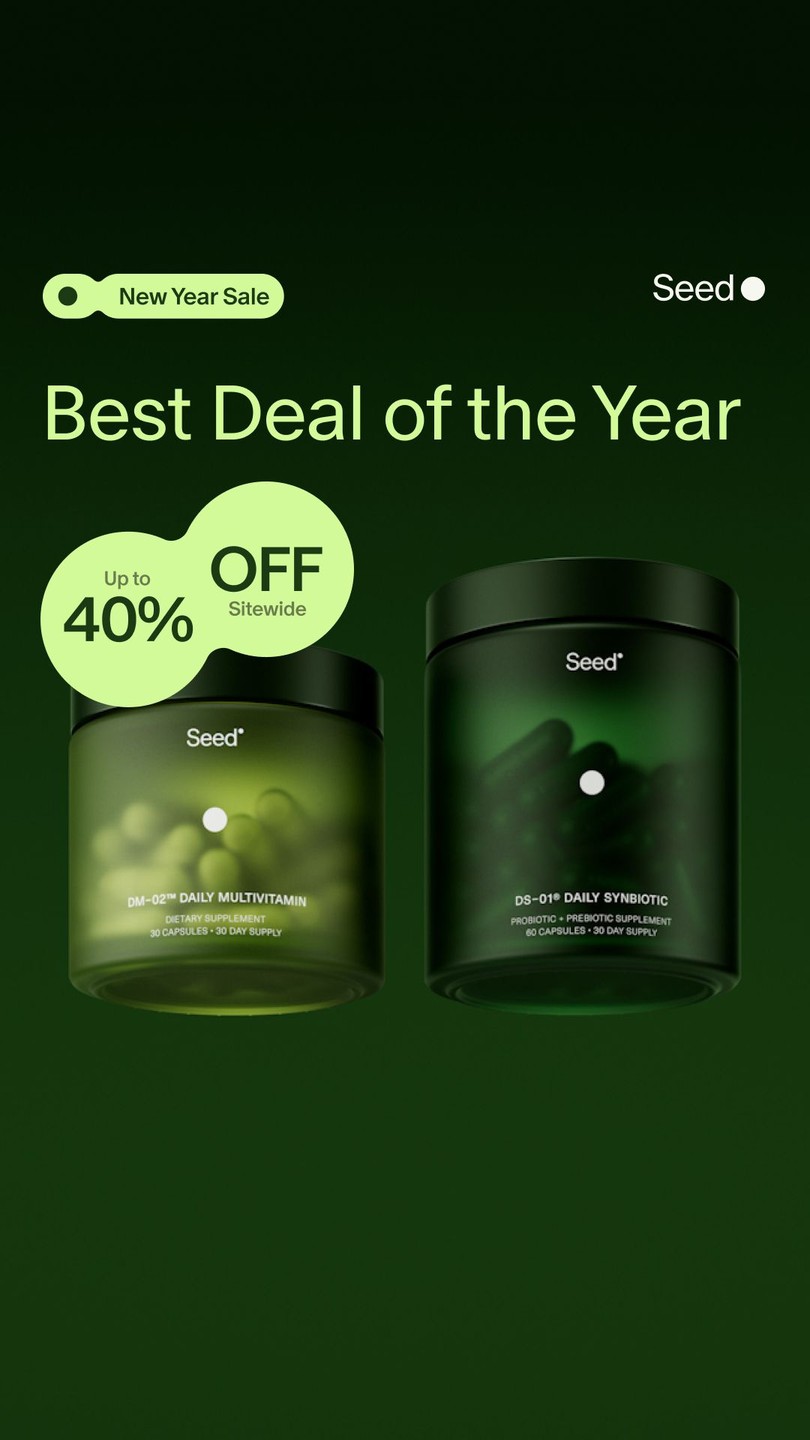 New Year Sale
Seed
Best Deal of the Year
Up to
40%
OFF
Sitewide
Seed
DM-02™ DAILY MULTIVITAMIN
DIETARY SUPPLEMENT
30 CAPSULES • 30 DAY SUPPLY
Seed
DS-01® DAILY SYNBIOTIC
PROBIOTIC + PREBIOTIC SUPPLEMENT
60 CAPSULES • 30 DAY SUPPLY